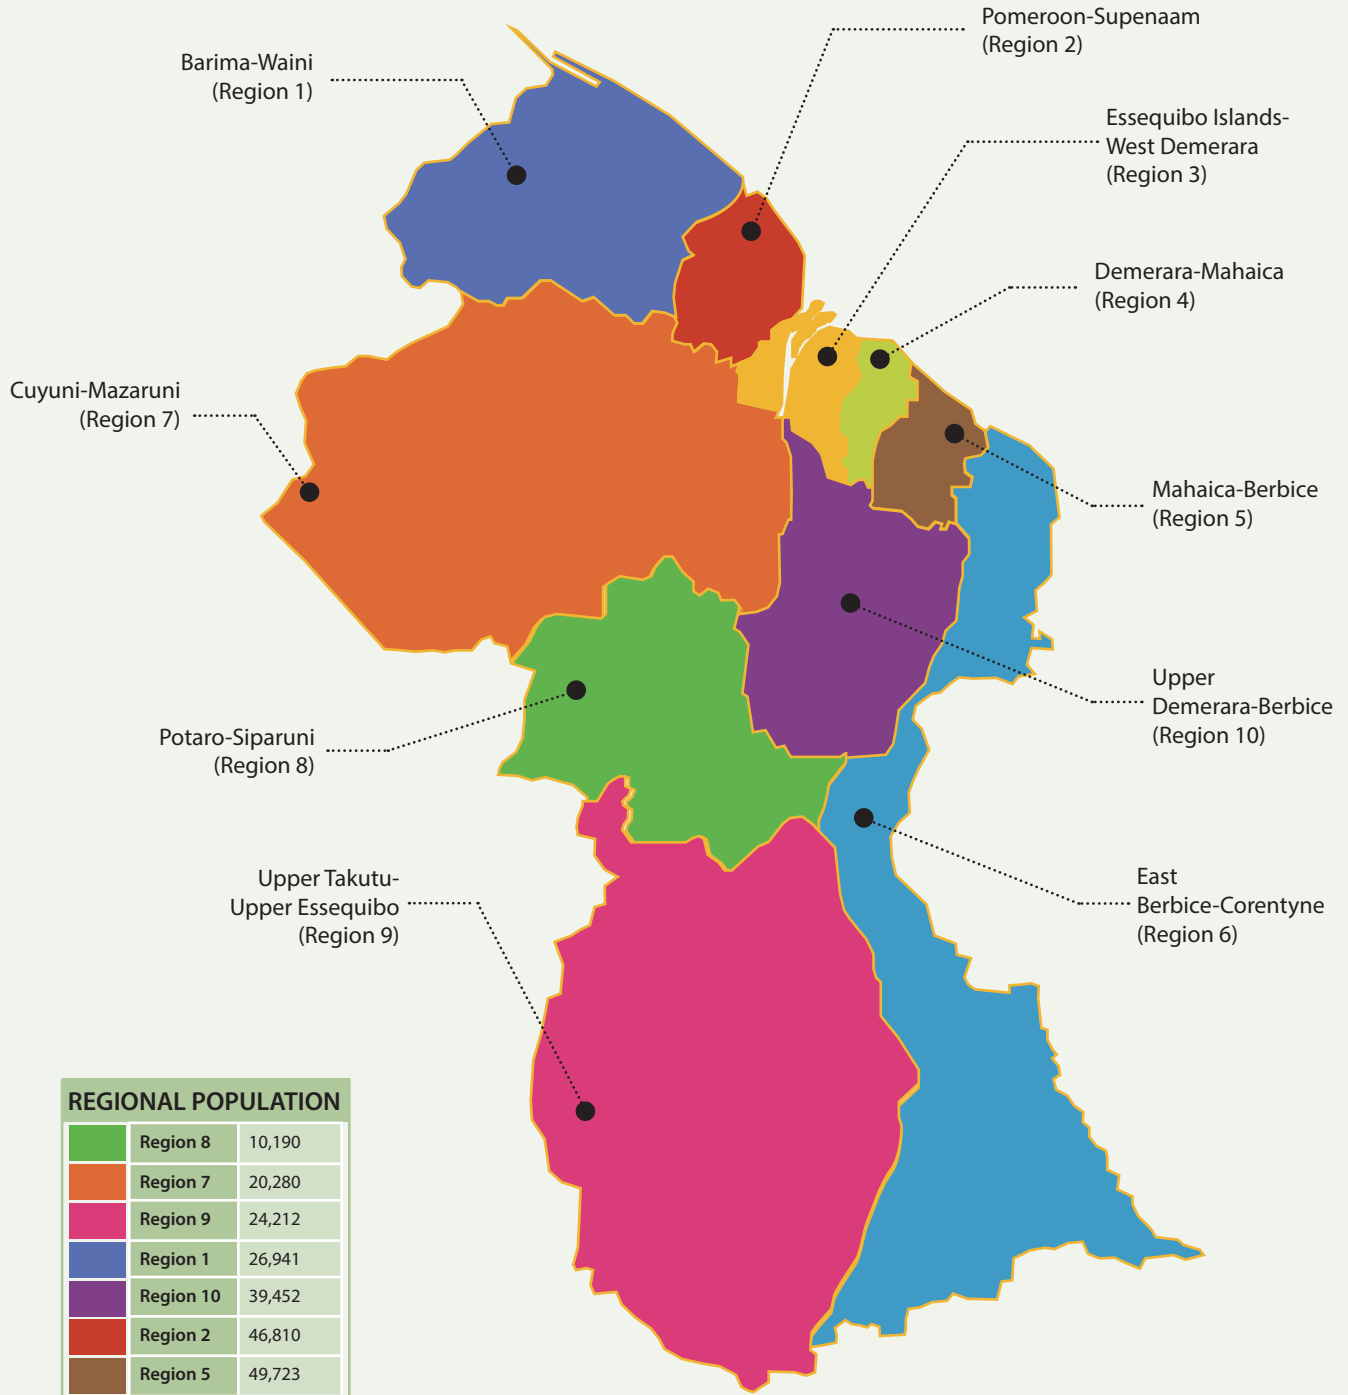 Pomeroon-Supenaam
(Region 2)
Barima-Waini
(Region 1)
Essequibo Islands-
West Demerara
(Region 3)
Demerara-Mahaica
(Region 4)
Cuyuni-Mazaruni
(Region 7)
Mahaica-Berbice
(Region 5)
Upper
Demerara-Berbice
(Region 10)
Potaro-Siparuni
(Region 8)
Upper Takutu-
Upper Essequibo
(Region 9)
East
Berbice-Corentyne
(Region 6)
REGIONAL POPULATION
Region 8 10,190
Region 7 20,280
Region 9 24,212
Region 1 26,941
Region 10 39,452
Region 2 46,810
Region 5 49,723